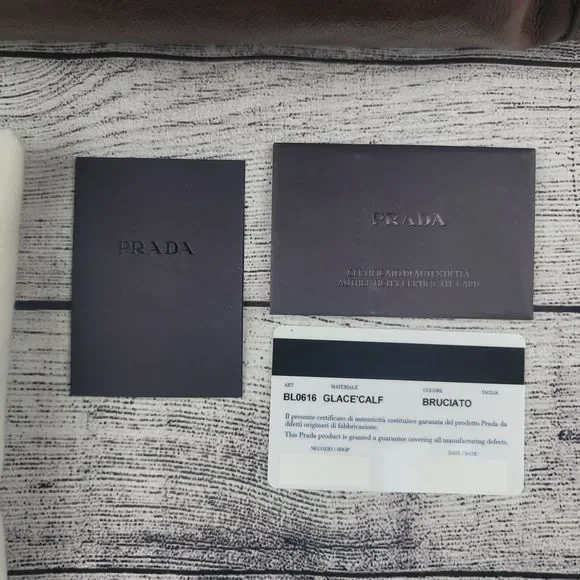 PRADA
PRADA
CERTIFICATO DI AUTENTICITÀ
AUTHENTICITY CERTIFICATE CARD
ART. MATERIALE COLORE TAGLIA
BL0616 GLACE'CALF BRUCIATO
Il presente certificato di autenticità costituisce garanzia del prodotto Prada da
difetti originari di fabbricazione.
This Prada product is granted a guarantee covering all manufacturing defects.
NEGOZIO / SHOP DATA / DATE